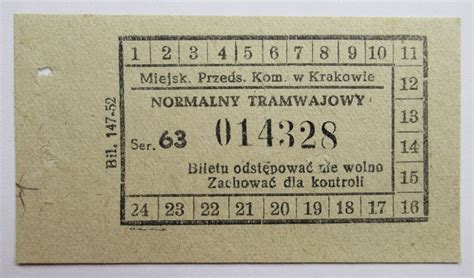 1 2 3 4 5 6 7 8 9 10 11
Miejsk. Przeds. Kom. w Krakowie
12
NORMALNY TRAMWAJOWY
13
Ser. 63 014328
14
Biletu odstępować nie wolno
Zachować dla kontroli
15
24 23 22 21 20 19 18 17 16
Bil. 147-52